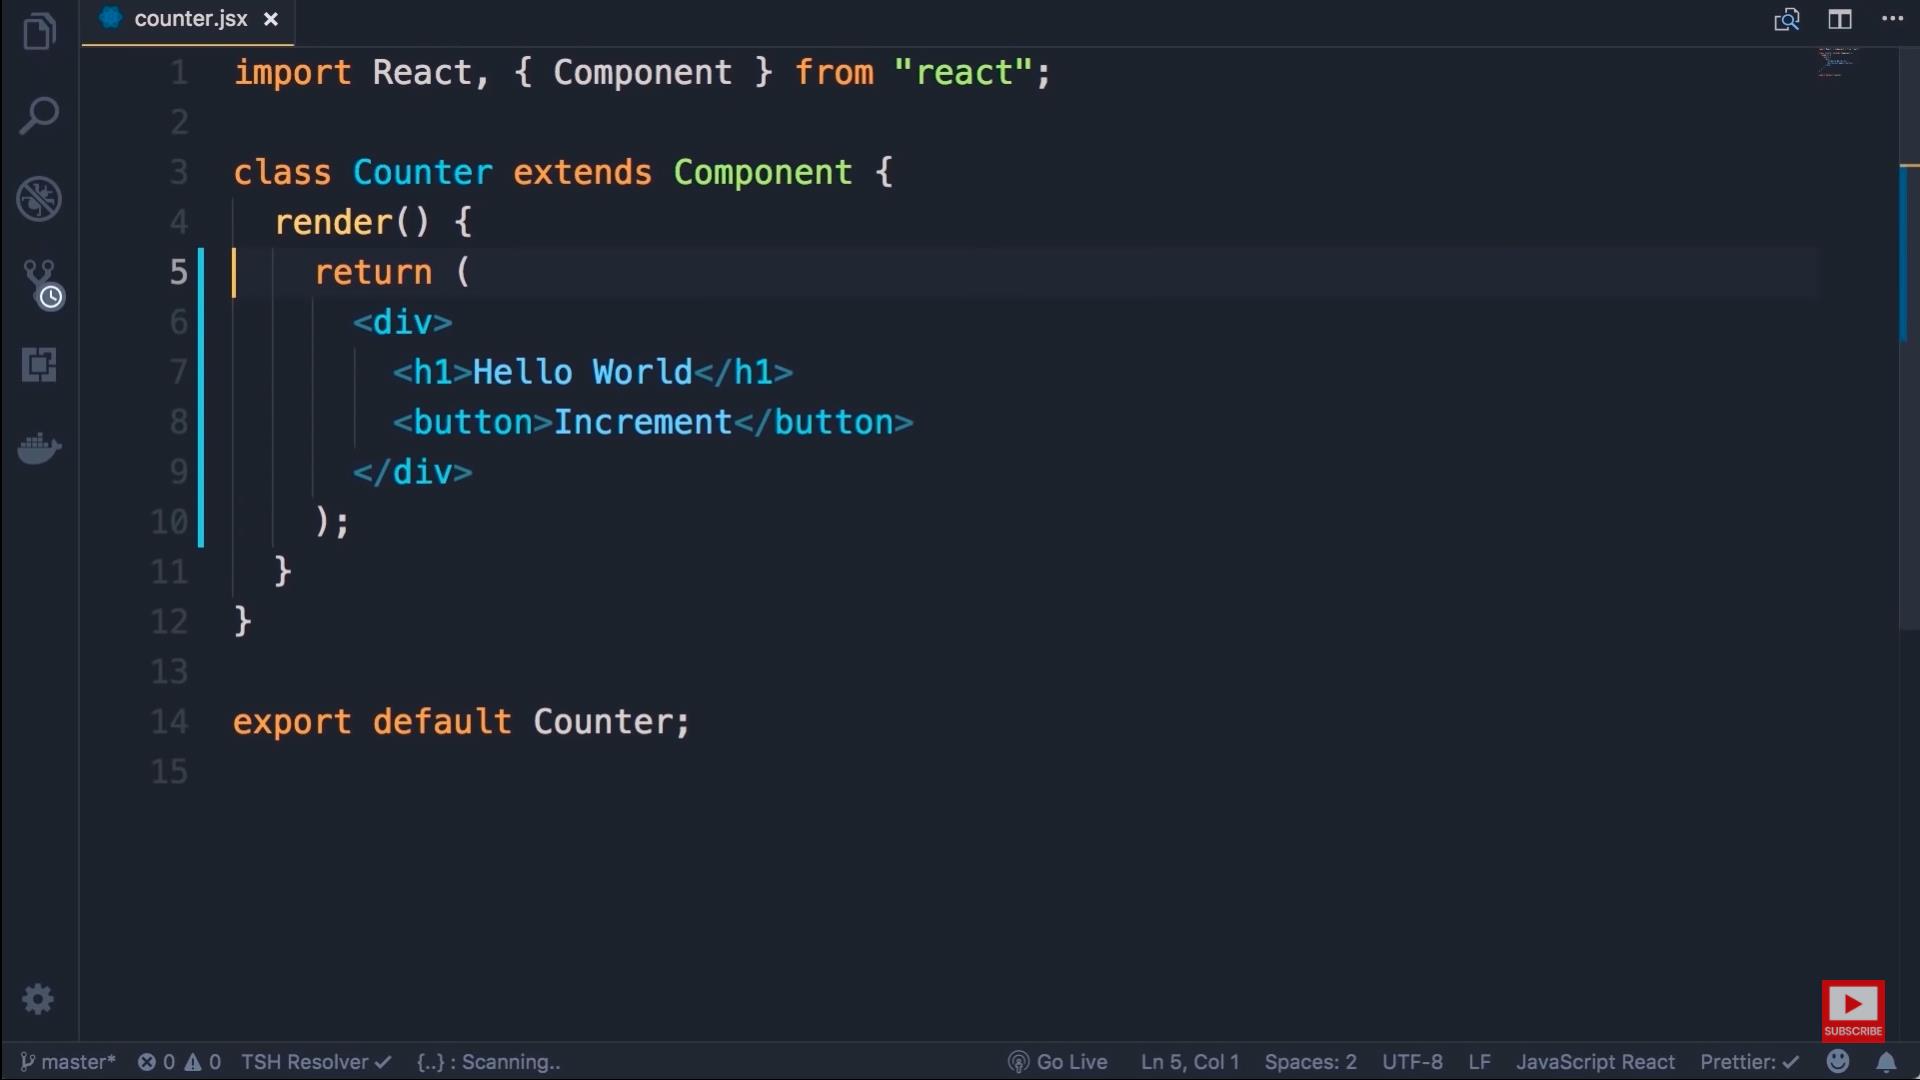 counter.jsx ×
1 import React, { Component } from "react";
2
3 class Counter extends Component {
4   render() {
5     return (
6       <div>
7         <h1>Hello World</h1>
8         <button>Increment</button>
9       </div>
10     );
11   }
12 }
13
14 export default Counter;
15
SUBSCRIBE
master* 0 0 TSH Resolver ✓ {..} : Scanning.. Go Live Ln 5, Col 1 Spaces: 2 UTF-8 LF JavaScript React Prettier: ✓